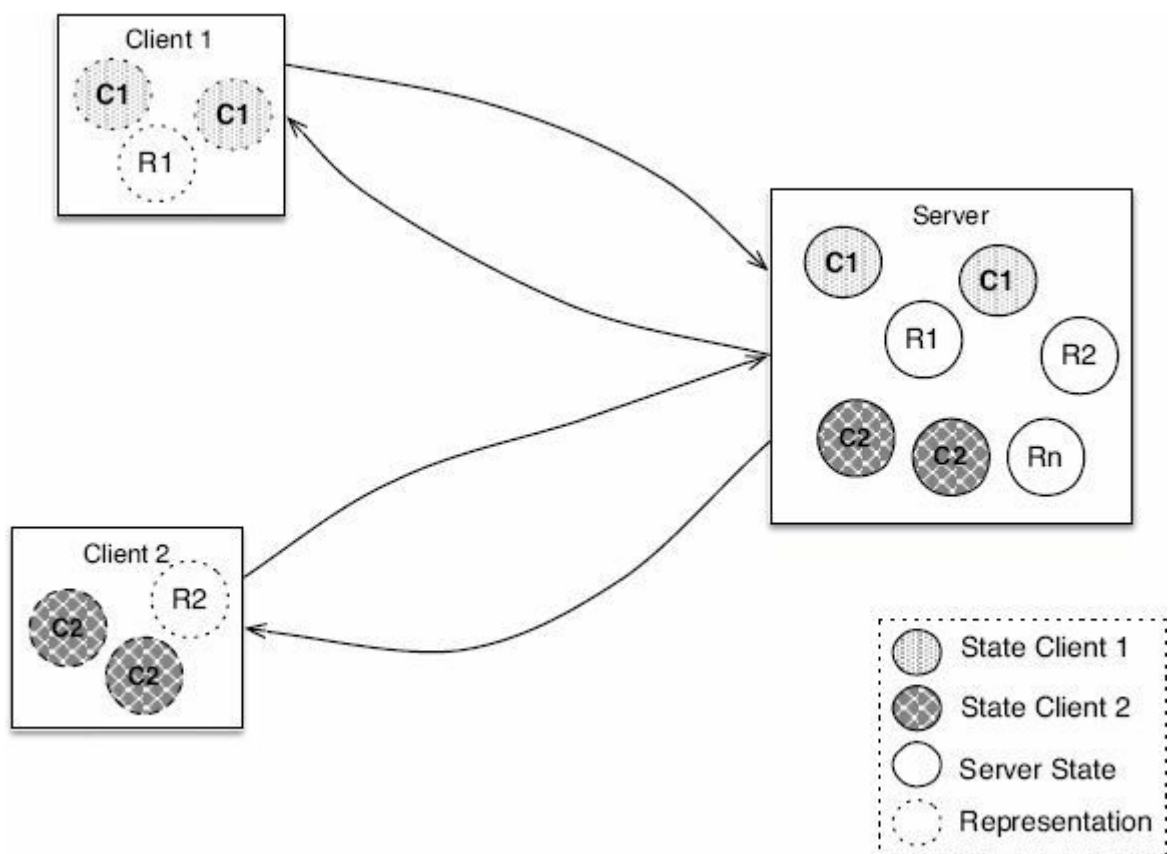 Client 1
C1
C1
R1
Server
C1
C1
R1
R2
C2
C2
Rn
Client 2
R2
C2
C2
State Client 1
State Client 2
Server State
Representation